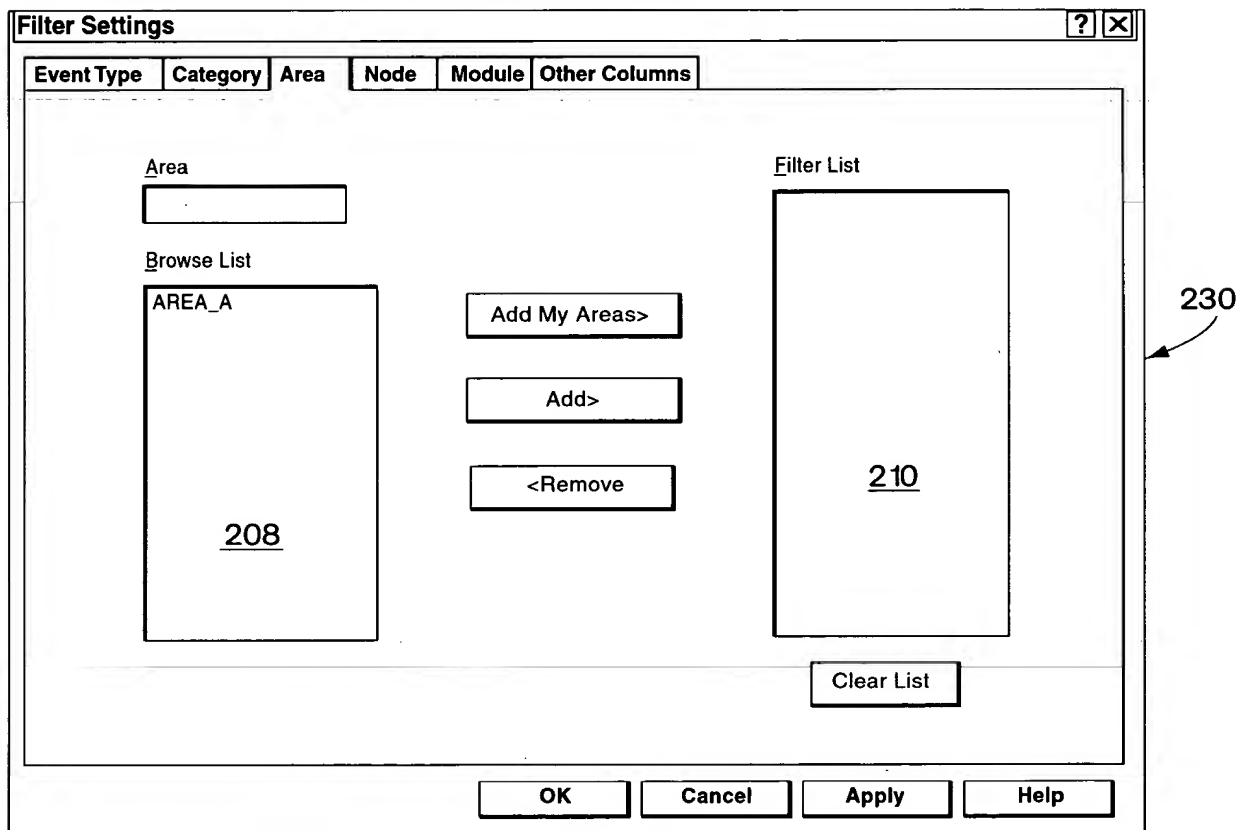 Filter Settings ? X
Event Type Category Area Node Module Other Columns
Area
Filter List
Browse List
AREA_A
Add My Areas>
230
Add>
<Remove
210
208
Clear List
OK Cancel Apply Help